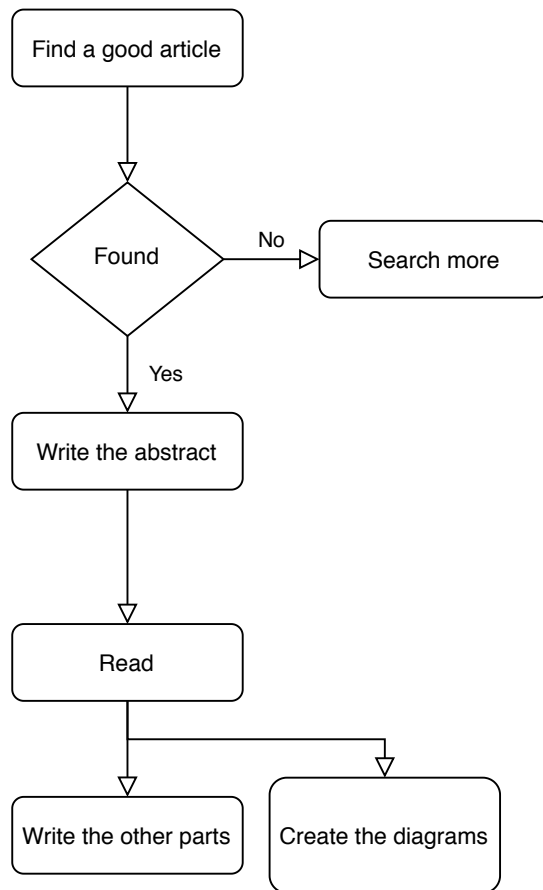 Find a good article
Found
No
Search more
Yes
Write the abstract
Read
Write the other parts
Create the diagrams